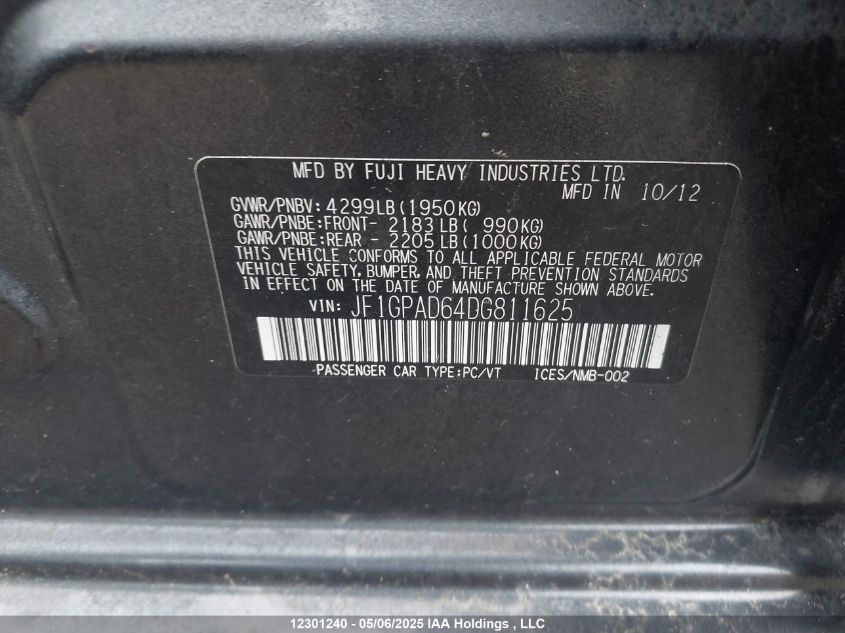 MFD BY FUJI HEAVY INDUSTRIES LTD.
MFD IN 10/12
GVWR/PNBV: 4299LB(1950KG)
GAWR/PNBE:FRONT- 2183LB( 990KG)
GAWR/PNBE:REAR - 2205LB(1000KG)
THIS VEHICLE CONFORMS TO ALL APPLICABLE FEDERAL MOTOR
VEHICLE SAFETY, BUMPER, AND THEFT PREVENTION STANDARDS
IN EFFECT ON THE DATE OF MANUFACTURE SHOWN ABOVE.
VIN: JF1GPAD64DG811625
PASSENGER CAR TYPE:PC/VT ICES/NMB-002
12301240 - 05/06/2025 IAA Holdings , LLC